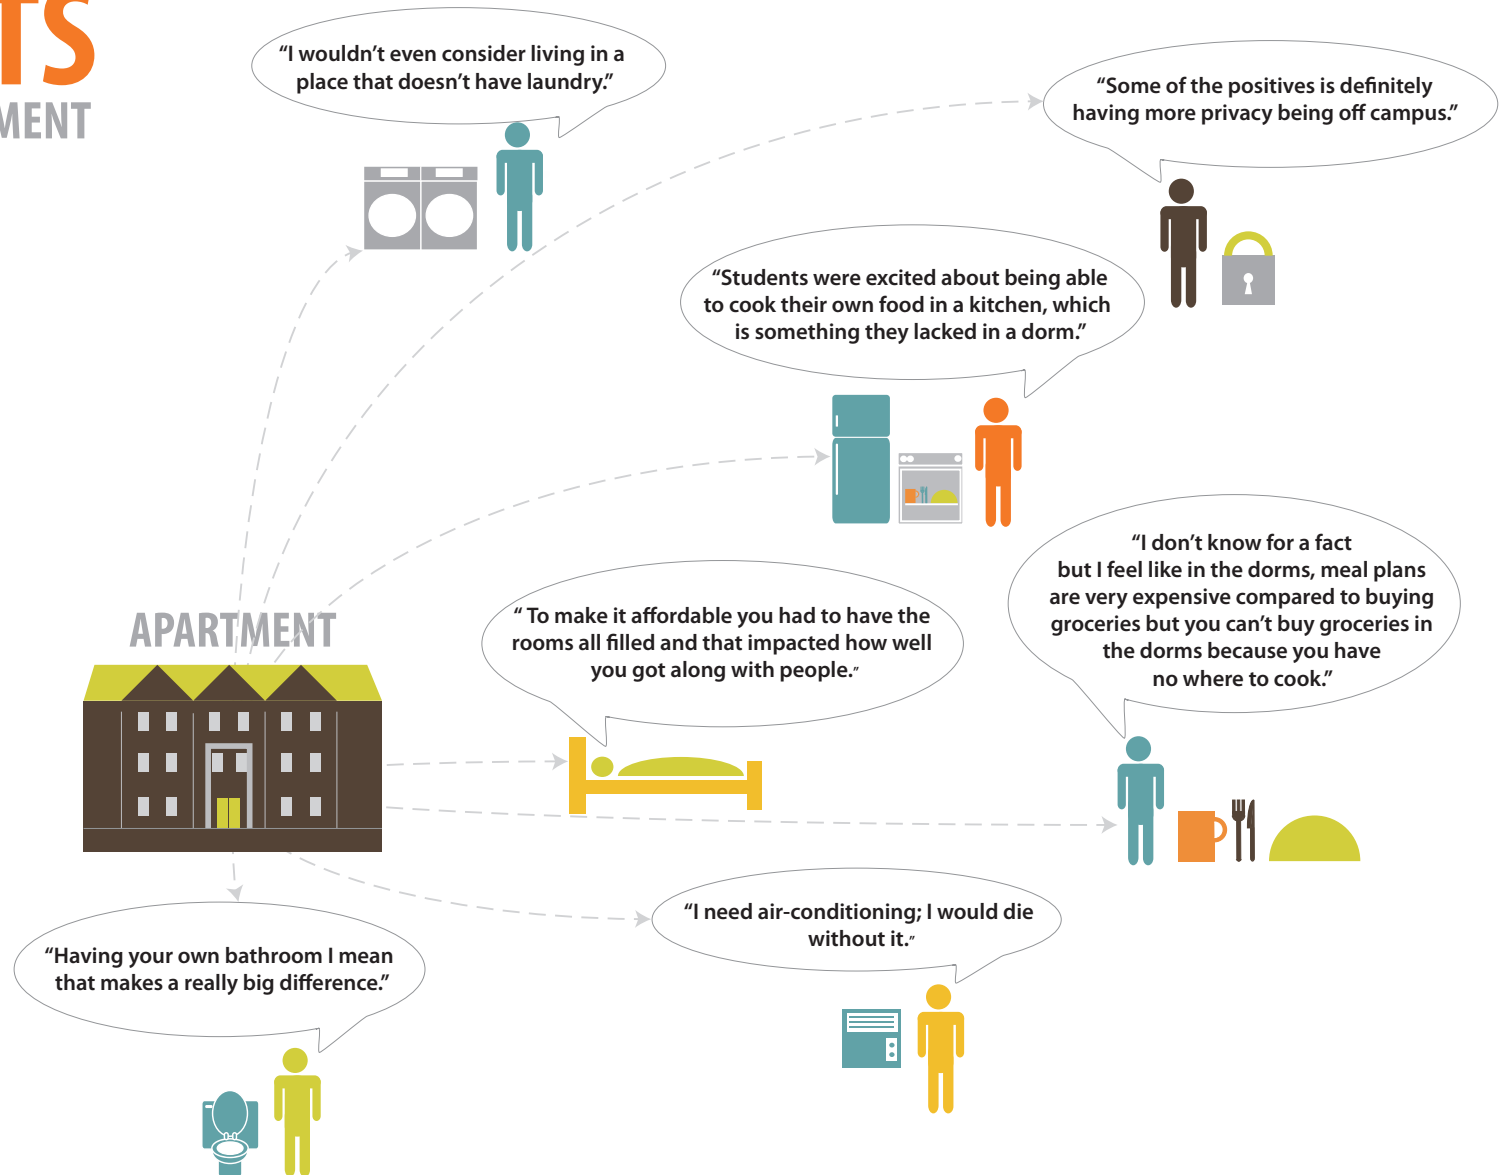 TS
MENT
“I wouldn’t even consider living in a
place that doesn’t have laundry.”
“Some of the positives is definitely
having more privacy being off campus.”
“Students were excited about being able
to cook their own food in a kitchen, which
is something they lacked in a dorm.”
“I don’t know for a fact
but I feel like in the dorms, meal plans
are very expensive compared to buying
groceries but you can’t buy groceries in
the dorms because you have
no where to cook.”
APARTMENT
“ To make it affordable you had to have the
rooms all filled and that impacted how well
you got along with people.”
“I need air-conditioning; I would die
without it.”
“Having your own bathroom I mean
that makes a really big difference.”